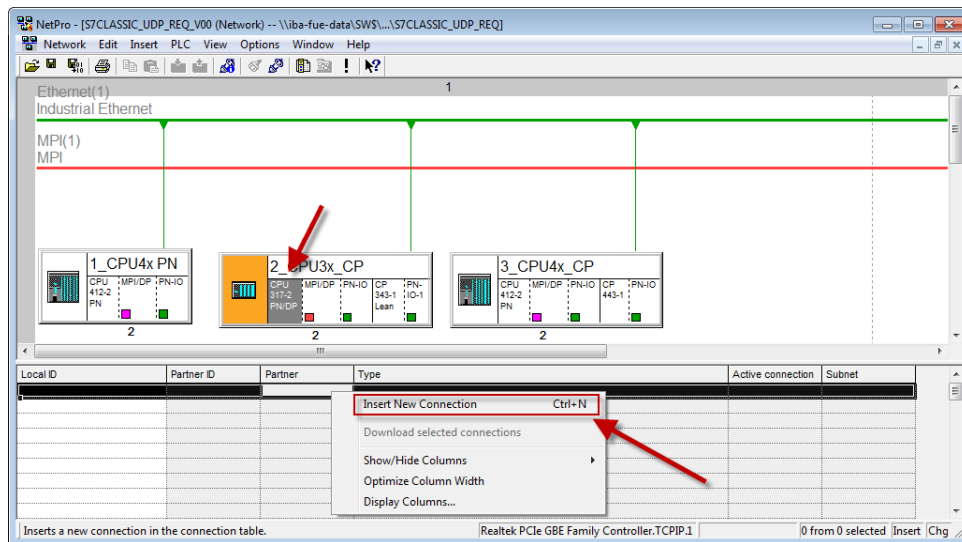 NetPro - [S7CLASSIC_UDP_REQ_V00 (Network) -- \\iba-fue-data\SW$\...\S7CLASSIC_UDP_REQ]
Network Edit Insert PLC View Options Window Help
1
Ethernet(1)
Industrial Ethernet
MPI(1)
MPI
1_CPU4x PN
CPU 412-2 PN
MPI/DP
PN-IO
2
2_CPU3x_CP
CPU 317-2 PN/DP
MPI/DP
PN-IO
CP 343-1 Lean
PN-IO-1
2
3_CPU4x_CP
CPU 412-2 PN
MPI/DP
PN-IO
CP 443-1
PN-IO
2
Local ID Partner ID Partner Type Active connection Subnet
Insert New Connection Ctrl+N
Download selected connections
Show/Hide Columns
Optimize Column Width
Display Columns...
Inserts a new connection in the connection table. Realtek PCIe GBE Family Controller.TCPIP.1 0 from 0 selected Insert Chg